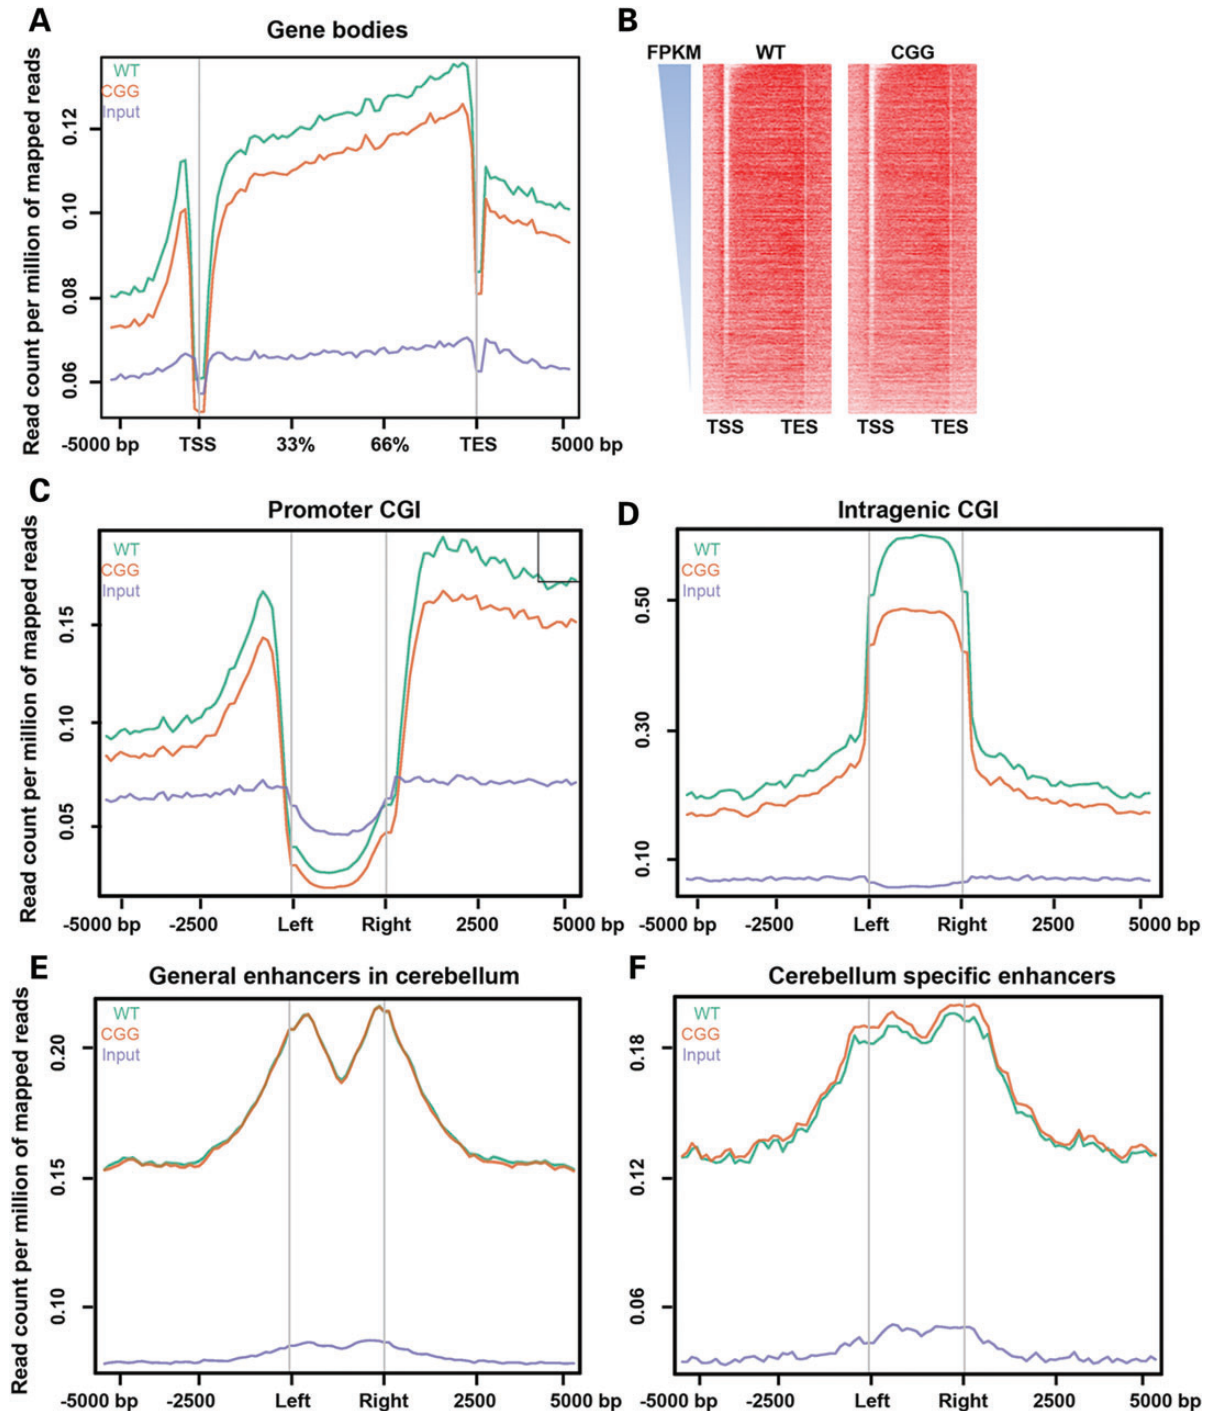 A
Gene bodies
Read count per million of mapped reads
WT
CGG
Input
0.12
0.10
0.08
0.06
-5000 bp TSS 33% 66% TES 5000 bp
B
FPKM WT CGG
TSS TES TSS TES
C
Promoter CGI
Read count per million of mapped reads
WT
CGG
Input
0.15
0.10
0.05
-5000 bp -2500 Left Right 2500 5000 bp
D
Intragenic CGI
WT
CGG
Input
0.50
0.30
0.10
-5000 bp -2500 Left Right 2500 5000 bp
E
General enhancers in cerebellum
Read count per million of mapped reads
WT
CGG
Input
0.20
0.15
0.10
-5000 bp -2500 Left Right 2500 5000 bp
F
Cerebellum specific enhancers
WT
CGG
Input
0.18
0.12
0.06
-5000 bp -2500 Left Right 2500 5000 bp